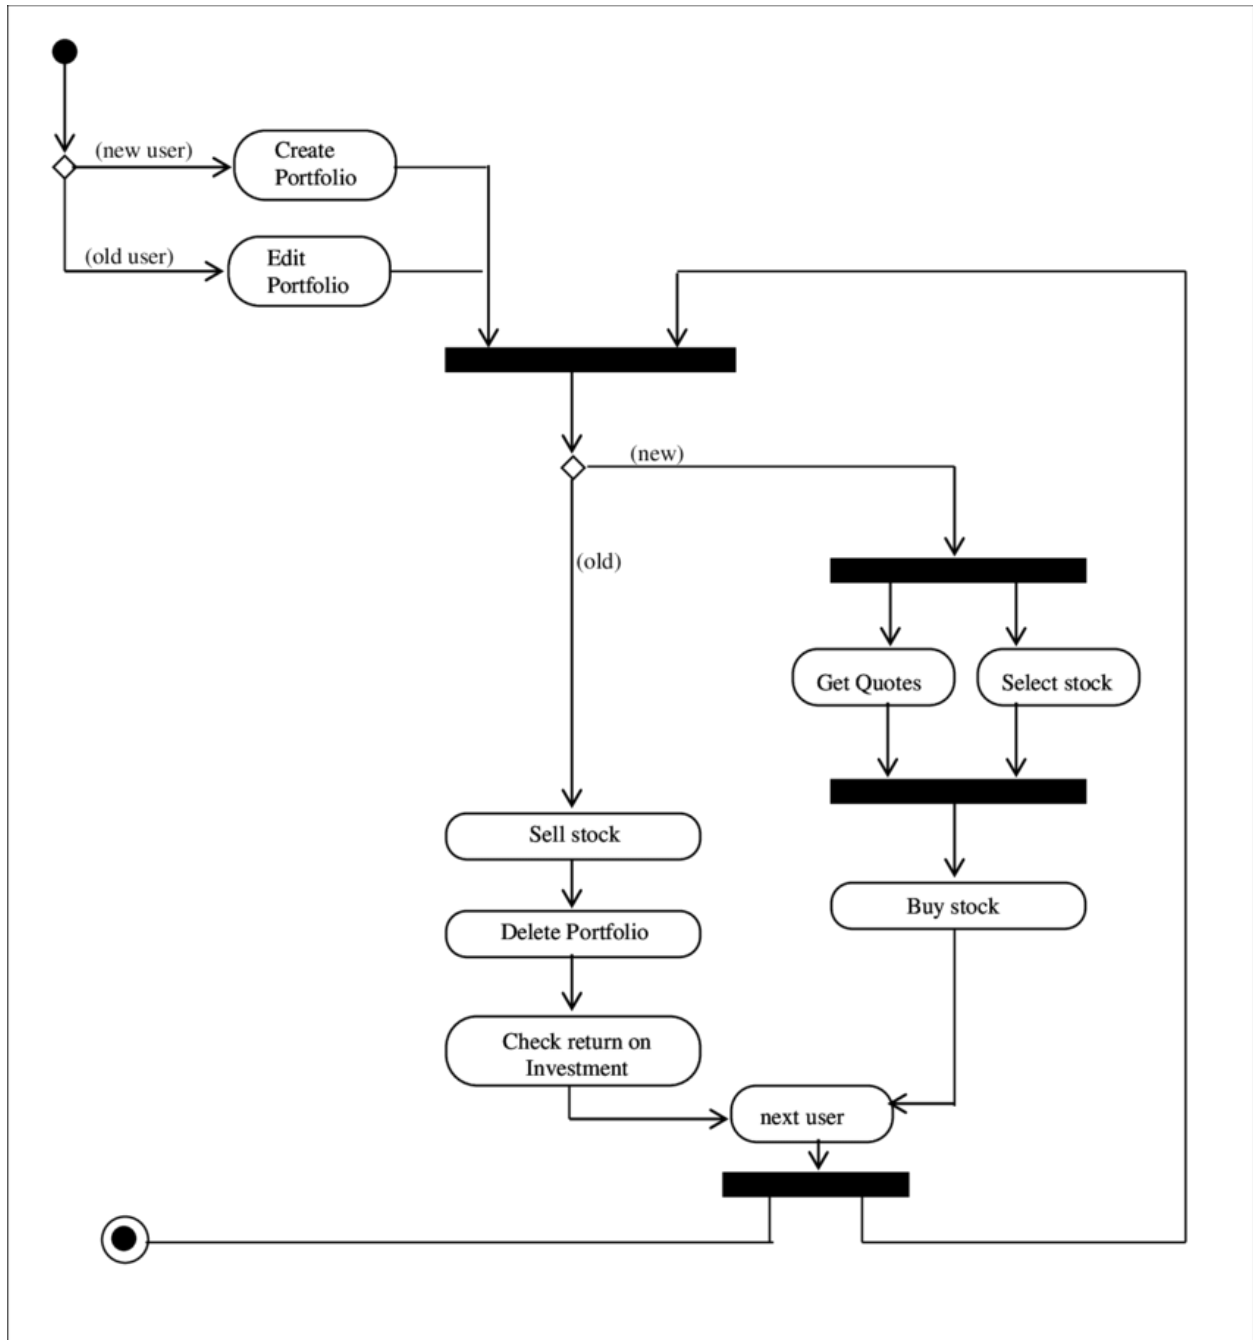 (new user)
Create
Portfolio
(old user)
Edit
Portfolio
(new)
(old)
Get Quotes
Select stock
Sell stock
Buy stock
Delete Portfolio
Check return on
Investment
next user